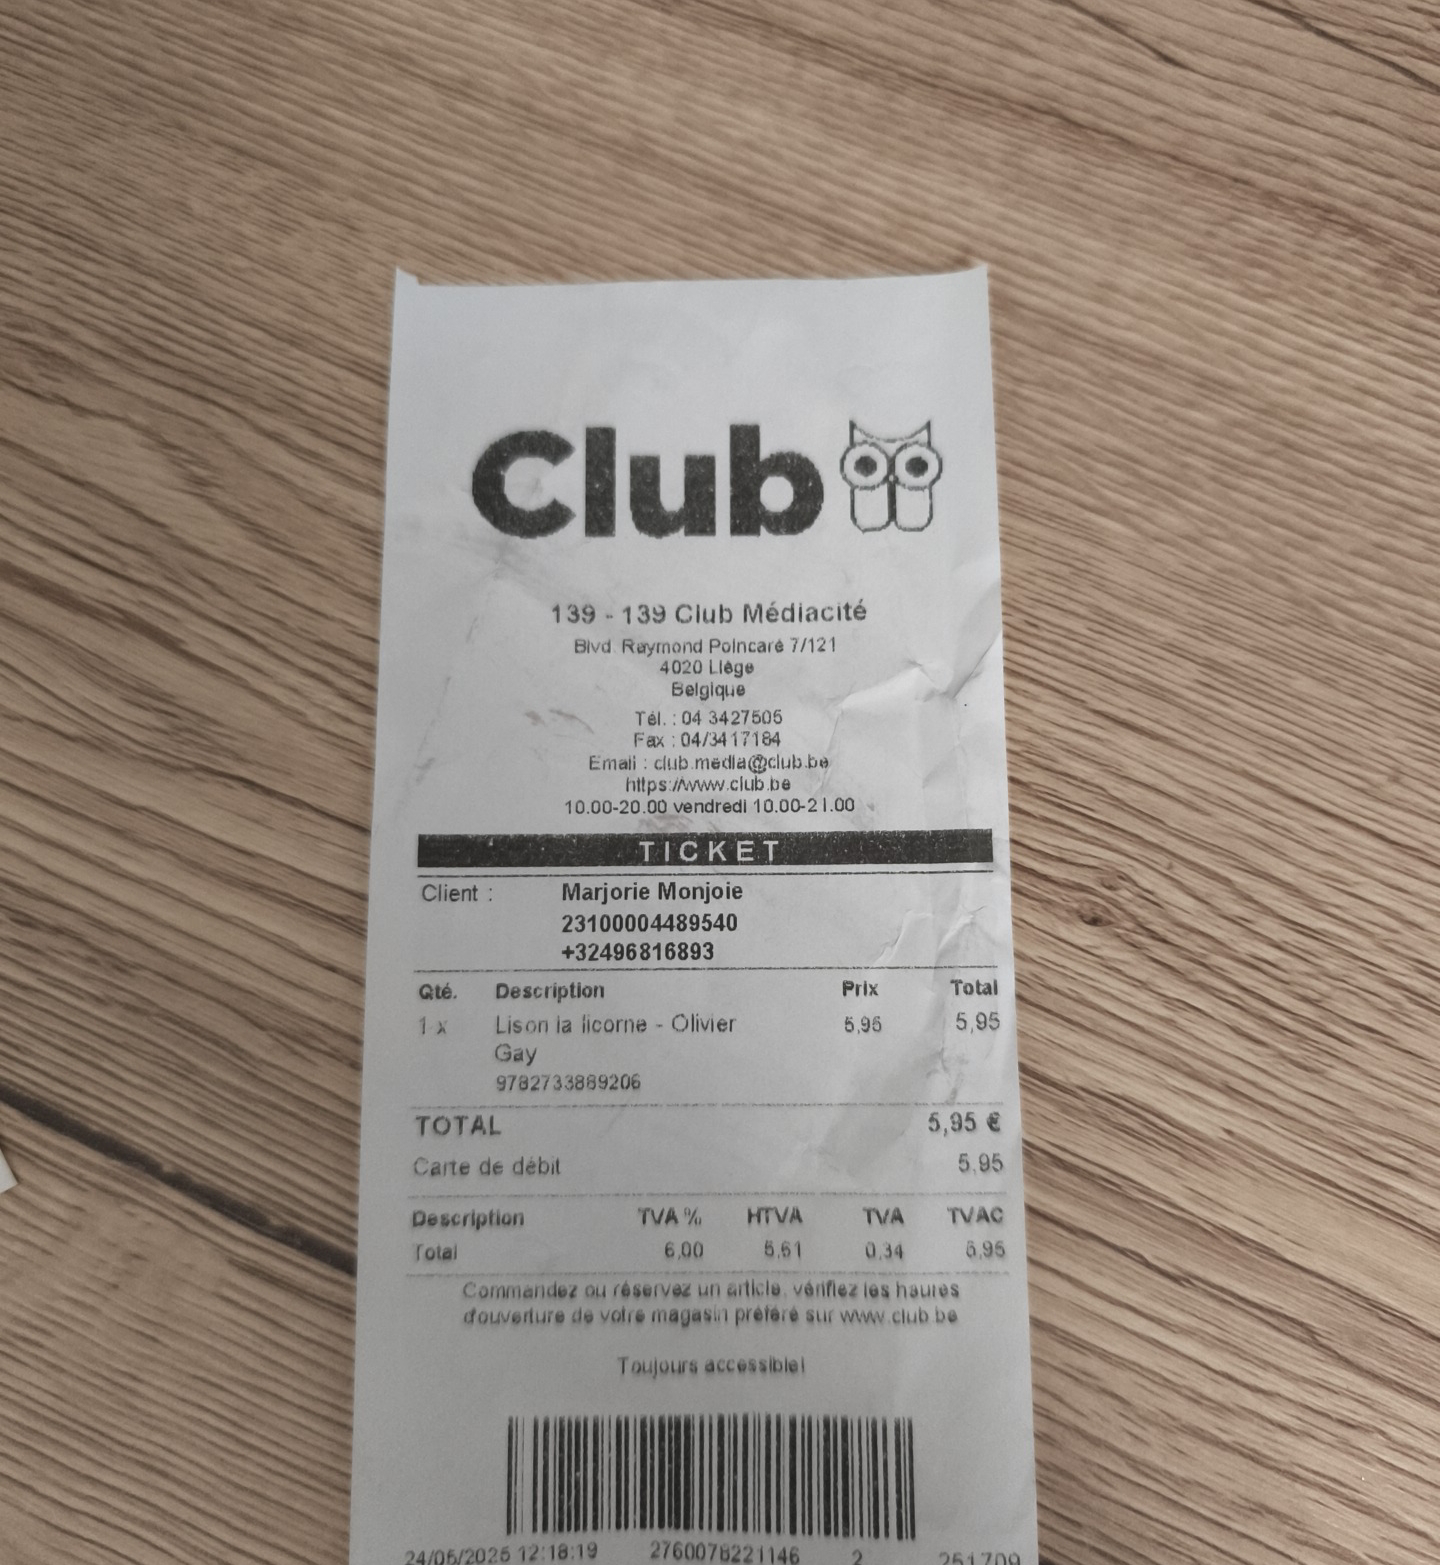 Club
139 - 139 Club Médiacité
Blvd. Raymond Poincaré 7/121
4020 Liège
Belgique
Tél. : 04 3427505
Fax : 04/3417184
Email : club.media@club.be
https://www.club.be
10.00-20.00 vendredi 10.00-21.00
TICKET
Client : Marjorie Monjoie
23100004489540
+32496816893
Qté. Description Prix Total
1 x Lison la licorne - Olivier 5,95 5,95
Gay
9782733889206
TOTAL 5,95 €
Carte de débit 5,95
Description TVA % HTVA TVA TVAC
Total 6,00 5,61 0,34 5,95
Commandez ou réservez un article, vérifiez les heures
d'ouverture de votre magasin préféré sur www.club.be
Toujours accessible!
24/05/2025 12:18:19 2760078221146 2 251709